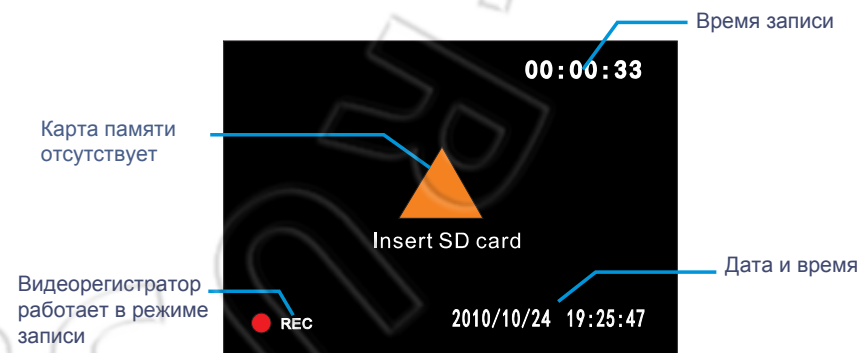 Время записи
00:00:33
Карта памяти
отсутствует
Insert SD card
Дата и время
Видеорегистратор
работает в режиме
записи
REC
2010/10/24 19:25:47